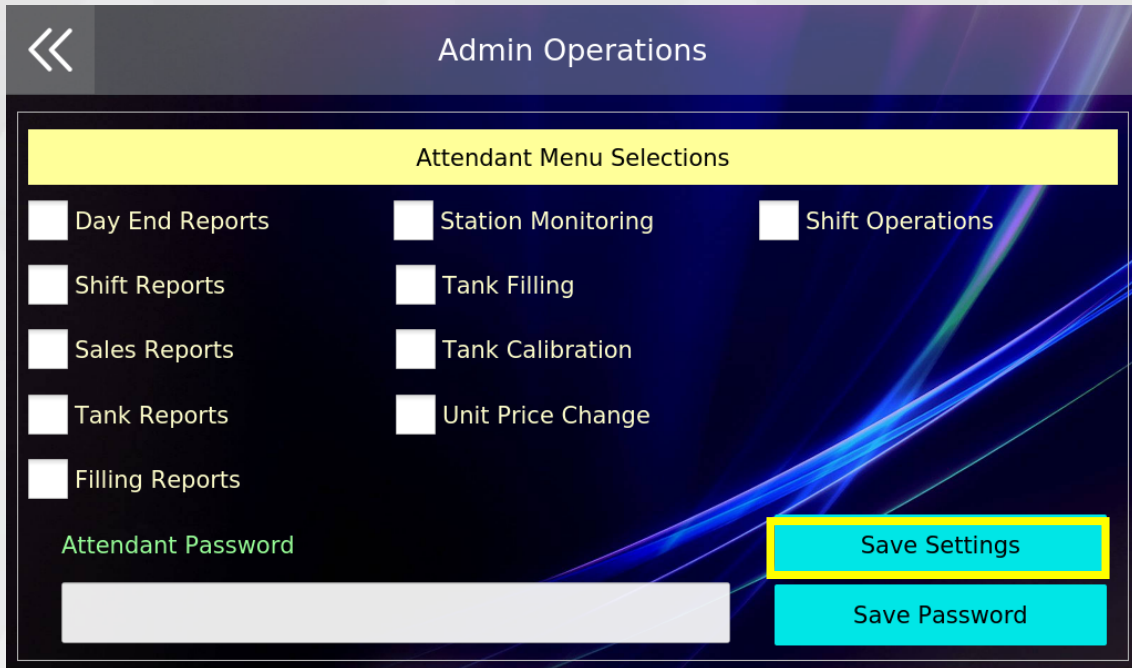 Admin Operations
Attendant Menu Selections
Day End Reports
Station Monitoring
Shift Operations
Shift Reports
Tank Filling
Sales Reports
Tank Calibration
Tank Reports
Unit Price Change
Filling Reports
Attendant Password
Save Settings
Save Password